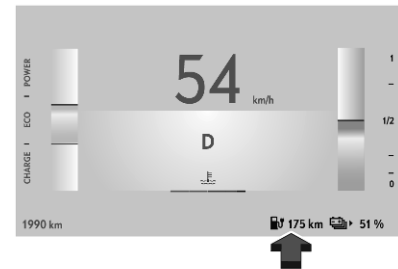 POWER
ECO
CHARGE
54 km/h
D
1
1/2
0
1990 km
175 km
51 %